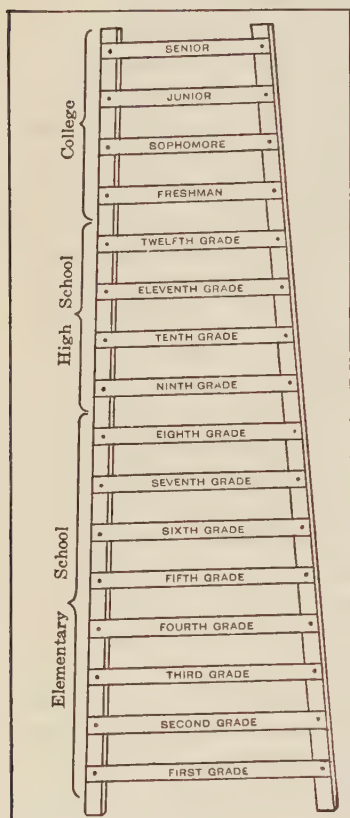 College
SENIOR
JUNIOR
SOPHOMORE
FRESHMAN
High School
TWELFTH GRADE
ELEVENTH GRADE
TENTH GRADE
NINTH GRADE
Elementary School
EIGHTH GRADE
SEVENTH GRADE
SIXTH GRADE
FIFTH GRADE
FOURTH GRADE
THIRD GRADE
SECOND GRADE
FIRST GRADE